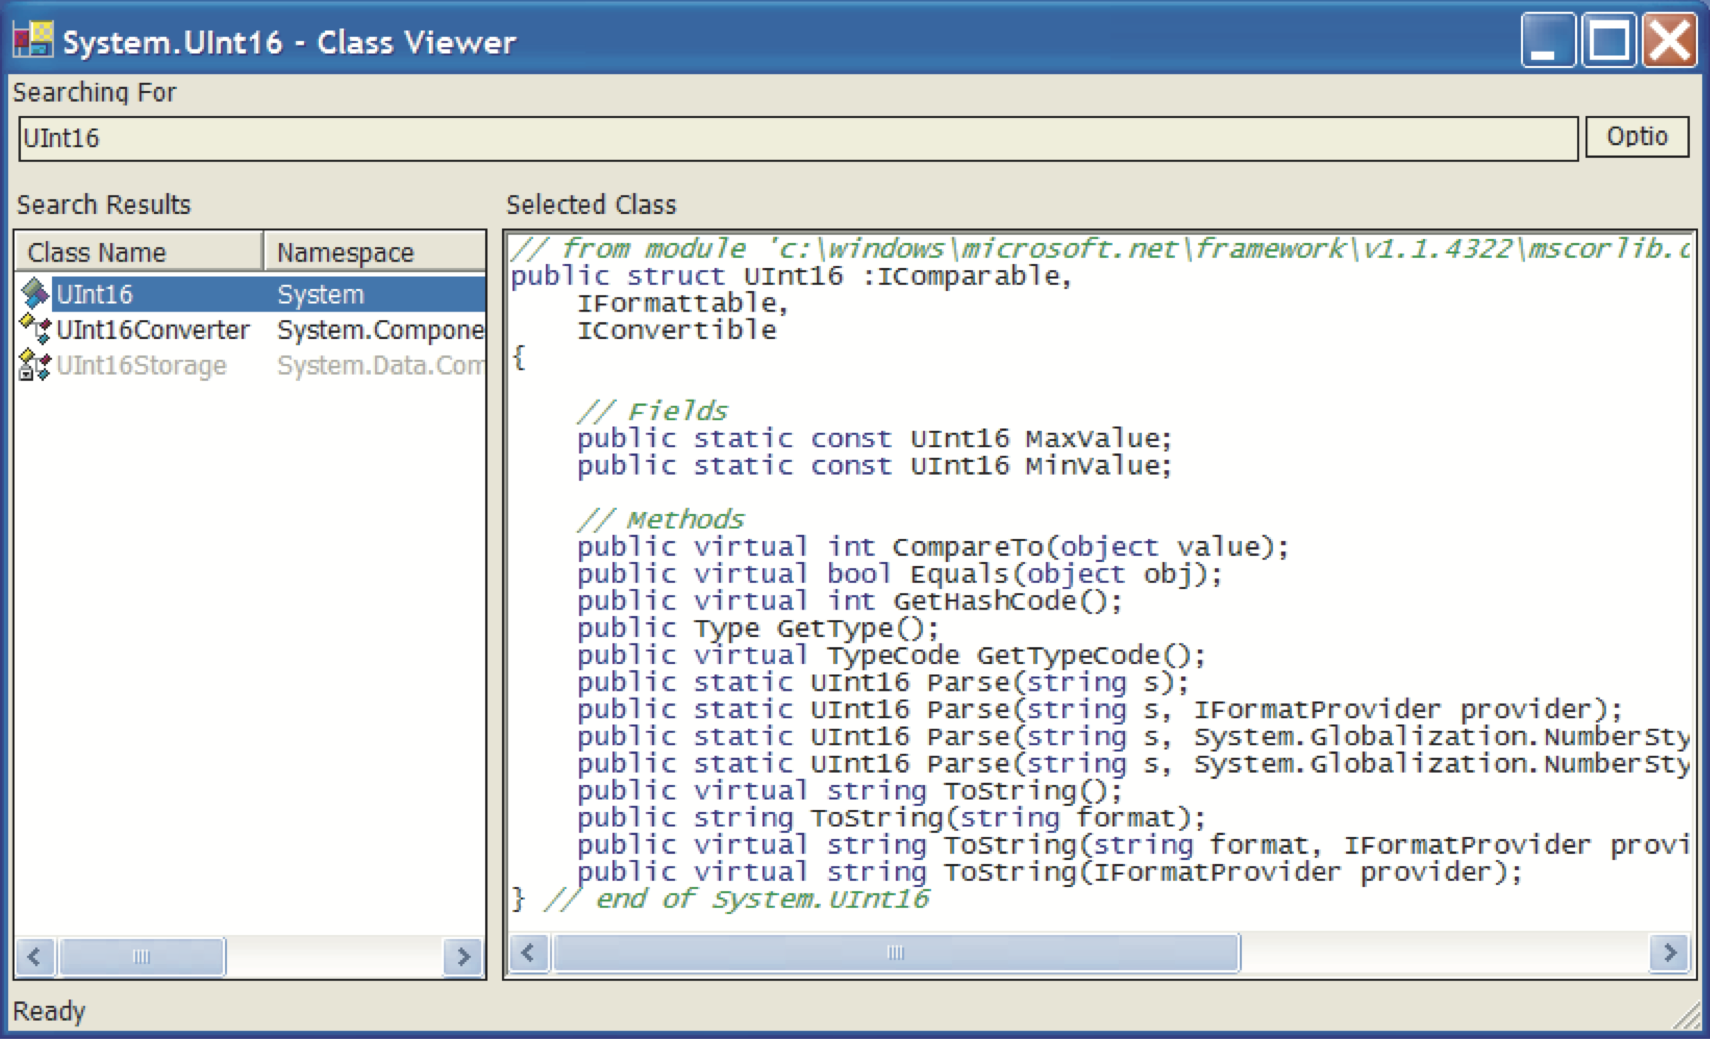 System.UInt16 - Class Viewer
Searching For
UInt16
Optio
Search Results
Selected Class
Class Name Namespace
UInt16 System
UInt16Converter System.Compone
UInt16Storage System.Data.Com
// from module 'c:\windows\microsoft.net\framework\v1.1.4322\mscorlib.d
public struct UInt16 :IComparable,
    IFormattable,
    IConvertible
{
    // Fields
    public static const UInt16 MaxValue;
    public static const UInt16 MinValue;
    // Methods
    public virtual int CompareTo(object value);
    public virtual bool Equals(object obj);
    public virtual int GetHashCode();
    public Type GetType();
    public virtual TypeCode GetTypeCode();
    public static UInt16 Parse(string s);
    public static UInt16 Parse(string s, IFormatProvider provider);
    public static UInt16 Parse(string s, System.Globalization.NumberSty
    public static UInt16 Parse(string s, System.Globalization.NumberSty
    public virtual string ToString();
    public string ToString(string format);
    public virtual string ToString(string format, IFormatProvider provi
    public virtual string ToString(IFormatProvider provider);
} // end of System.UInt16
Ready